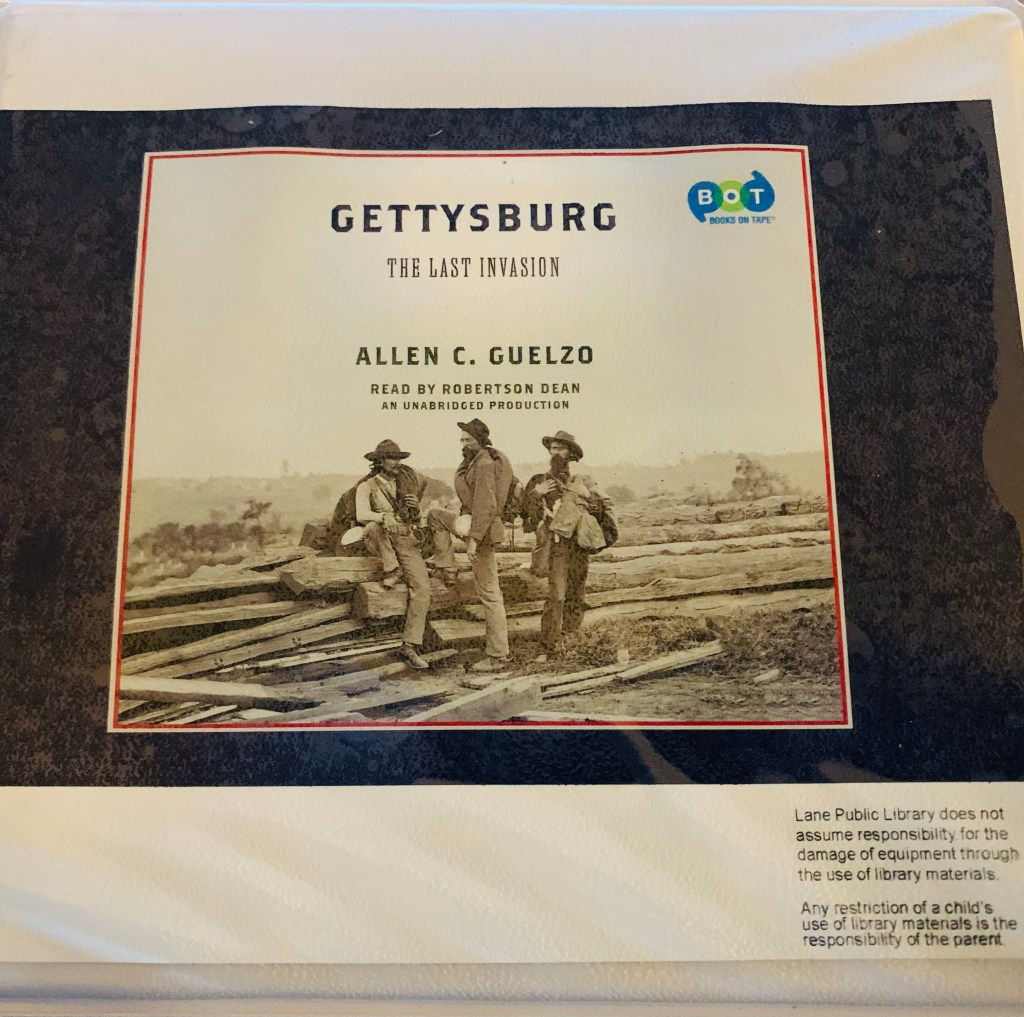 GETTYSBURG
THE LAST INVASION
BOT
BOOKS ON TAPE
ALLEN C. GUELZO
READ BY ROBERTSON DEAN
AN UNABRIDGED PRODUCTION
Lane Public Library does not
assume responsibility for the
damage of equipment through
the use of library materials.
Any restriction of a child's
use of library materials is the
responsibility of the parent.